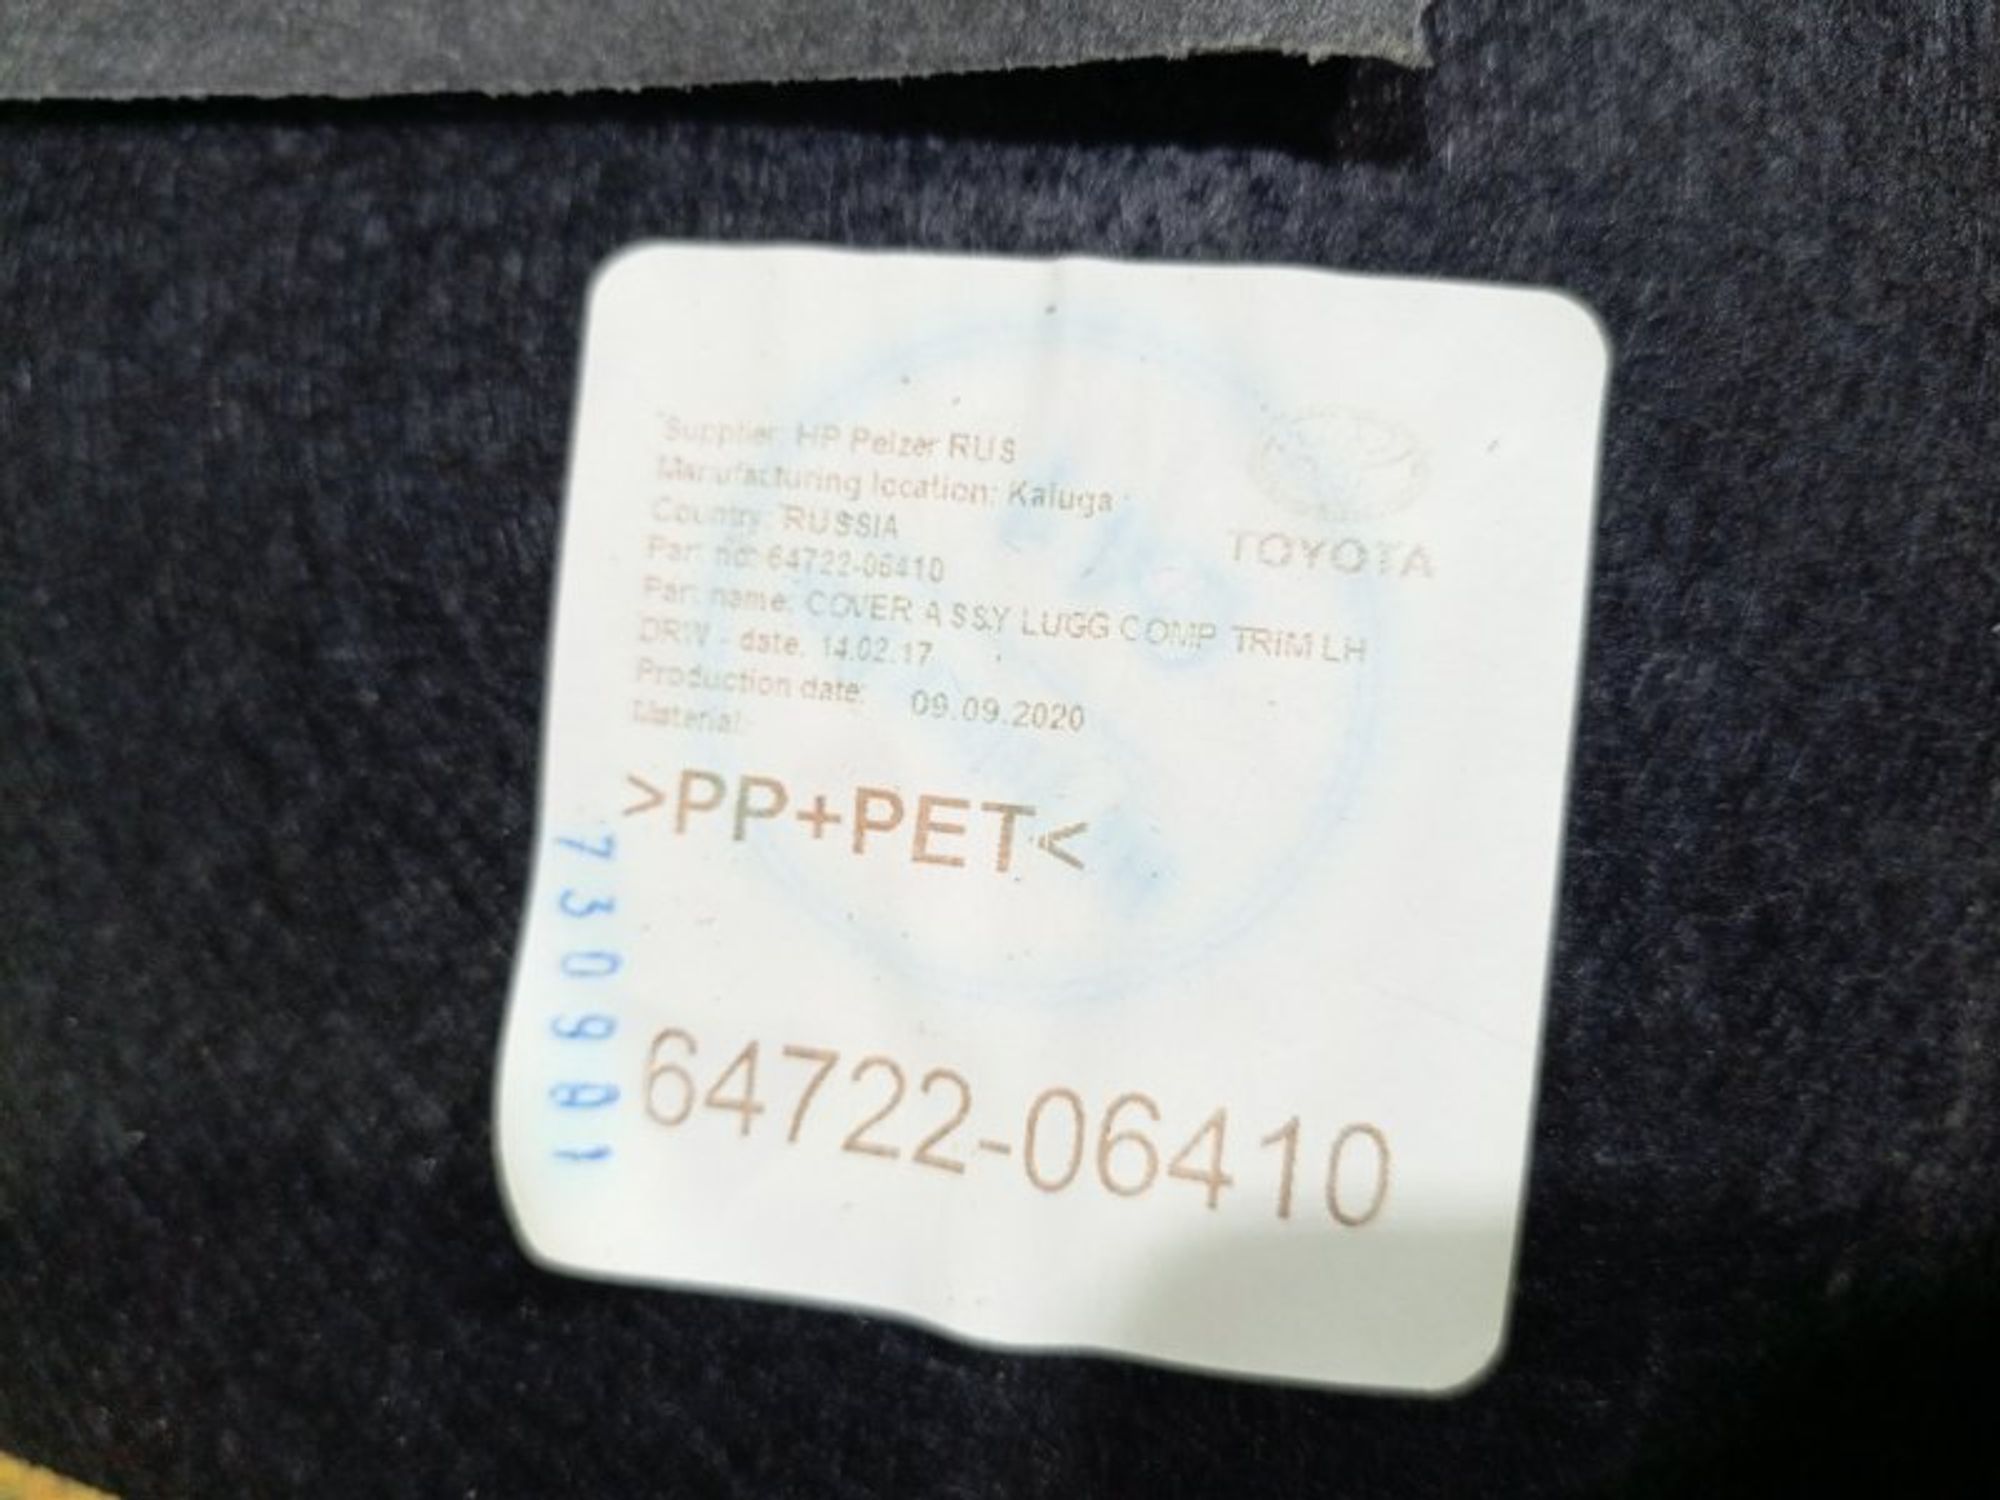 Supplier: HP Pelzer RUS
Manufacturing location: Kaluga
Country: RUSSIA
Part no: 64722-06410
Part name: COVER ASSY LUGG COMP TRIM LH
DRW - date. 14.02.17
Production date: 09.09.2020
Material:
TOYOTA
>PP+PET<
730981
64722-06410